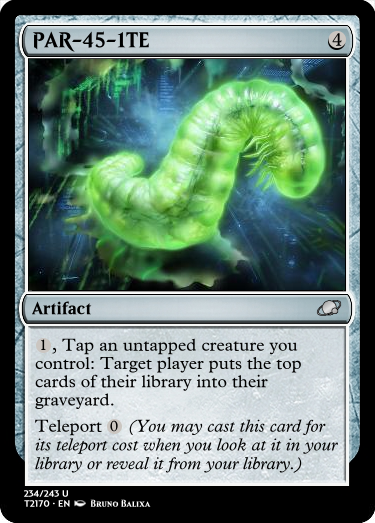 PAR-45-1TE 4
Artifact
1, Tap an untapped creature you
control: Target player puts the top
cards of their library into their
graveyard.
Teleport 0 (You may cast this card for
its teleport cost when you look at it in your
library or reveal it from your library.)
234/243 U
T2170 • EN Bruno Balixa